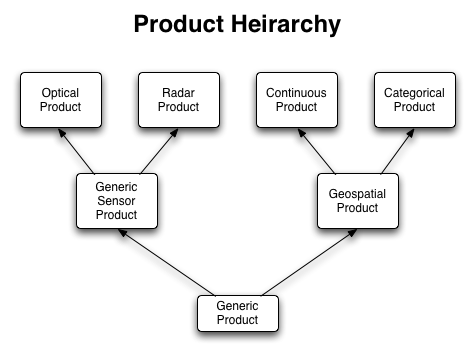 Product Heirarchy
Optical
Product
Radar
Product
Continuous
Product
Categorical
Product
Generic
Sensor
Product
Geospatial
Product
Generic
Product